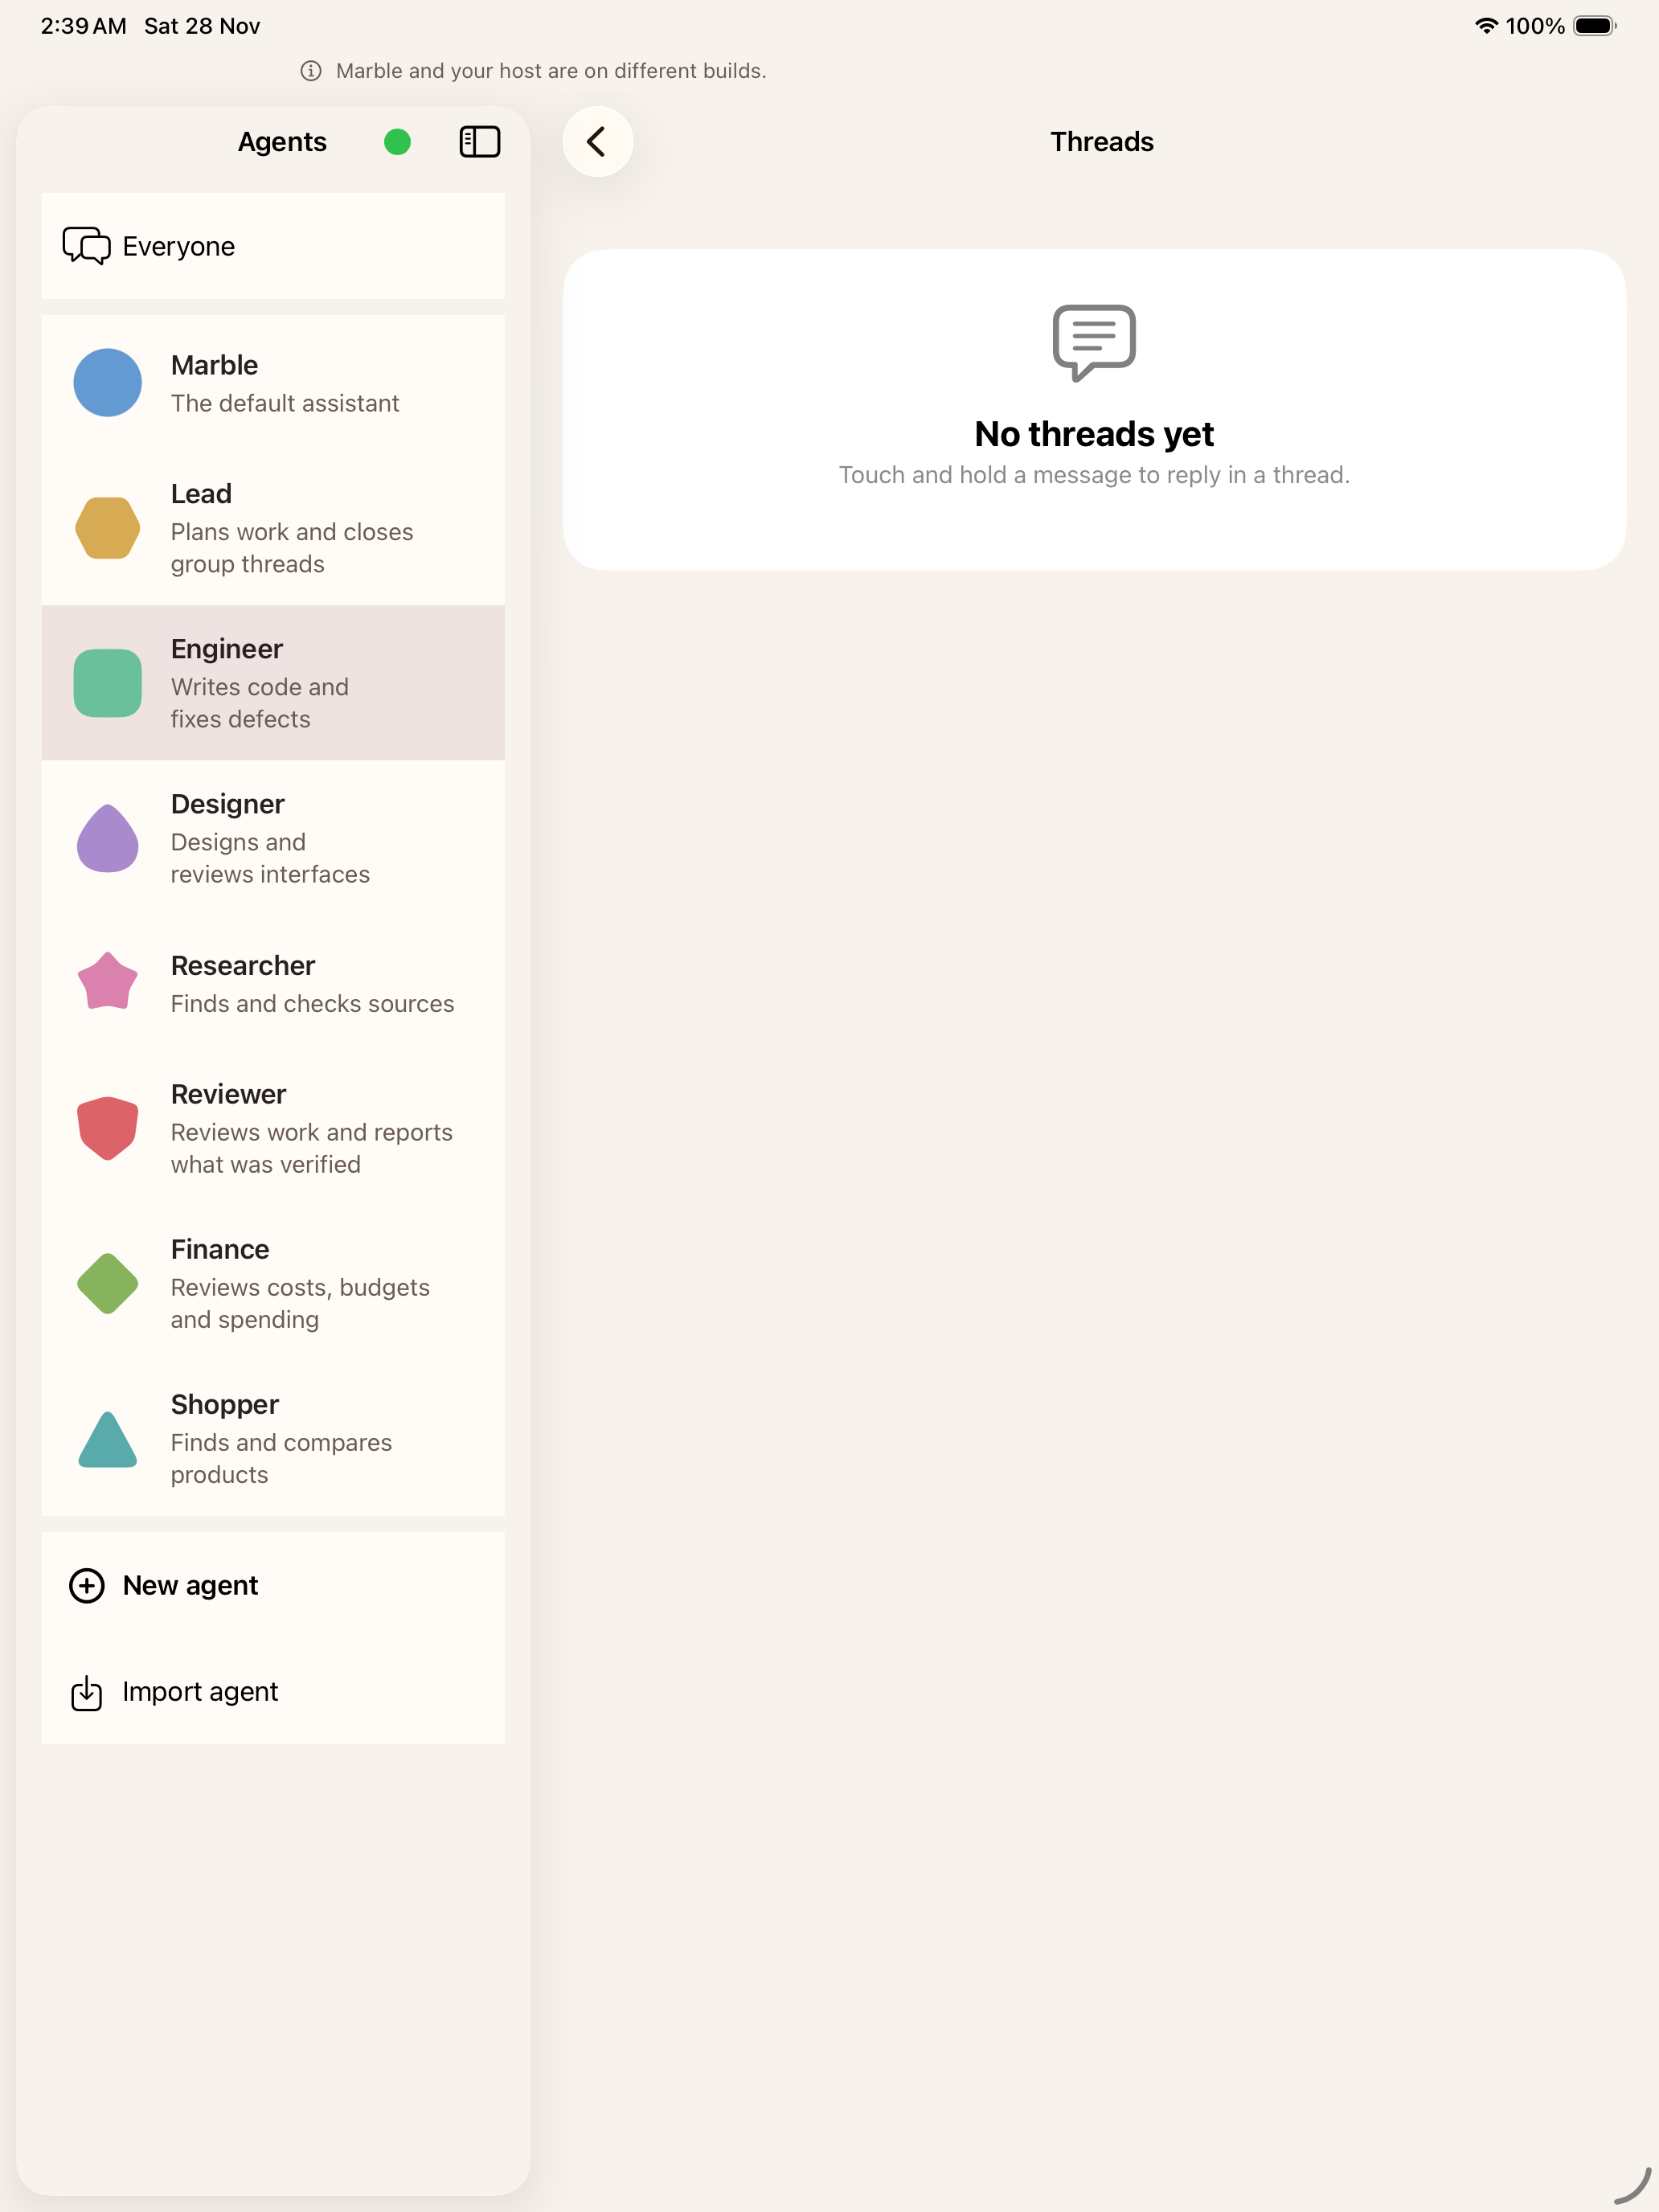 2:39 AM Sat 28 Nov
100%
Marble and your host are on different builds.
Agents
Everyone
Marble
The default assistant
Lead
Plans work and closes
group threads
Engineer
Writes code and
fixes defects
Designer
Designs and
reviews interfaces
Researcher
Finds and checks sources
Reviewer
Reviews work and reports
what was verified
Finance
Reviews costs, budgets
and spending
Shopper
Finds and compares
products
New agent
Import agent
Threads
No threads yet
Touch and hold a message to reply in a thread.